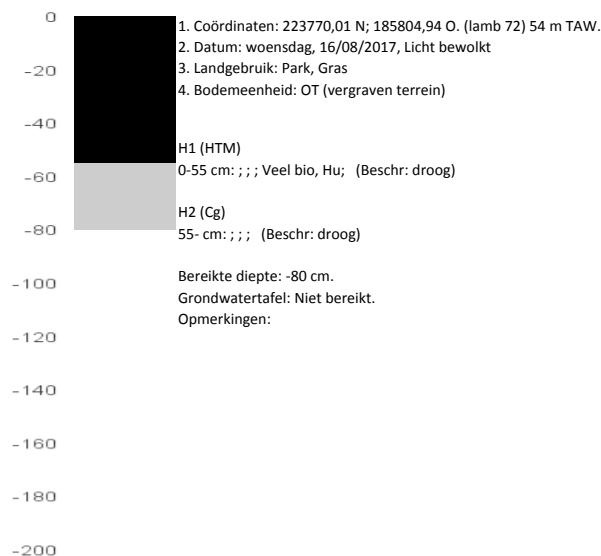 0
-20
-40
-60
-80
-100
-120
-140
-160
-180
-200
1. Coördinaten: 223770,01 N; 185804,94 O. (lamb 72) 54 m TAW.
2. Datum: woensdag, 16/08/2017, Licht bewolkt
3. Landgebruik: Park, Gras
4. Bodemeenheid: OT (vergraven terrein)
H1 (HTM)
0-55 cm: ; ; ; Veel bio, Hu; (Beschr: droog)
H2 (Cg)
55- cm: ; ; ; (Beschr: droog)
Bereikte diepte: -80 cm.
Grondwatertafel: Niet bereikt.
Opmerkingen: